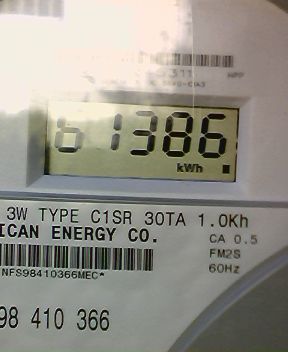 61386
kWh
3W TYPE C1SR 30TA 1.0Kh
ICAN ENERGY CO.
CA 0.5
FM2S
60Hz
NFS98410366MEC*
98 410 366